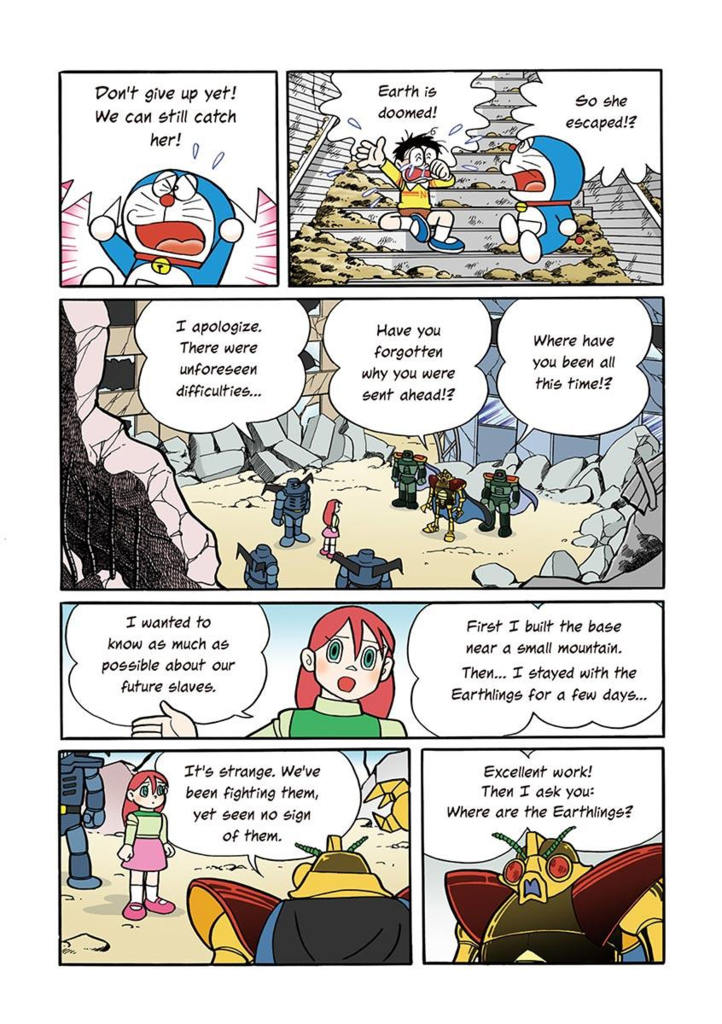 So she
escaped!?
Earth is
doomed!
Don't give up yet!
We can still catch
her!
Where have
you been all
this time!?
Have you
forgotten
why you were
sent ahead!?
I apologize.
There were
unforeseen
difficulties...
First I built the base
near a small mountain.
Then... I stayed with the
Earthlings for a few days...
I wanted to
know as much as
possible about our
future slaves.
Excellent work!
Then I ask you:
Where are the Earthlings?
It's strange. We've
been fighting them,
yet seen no sign
of them.